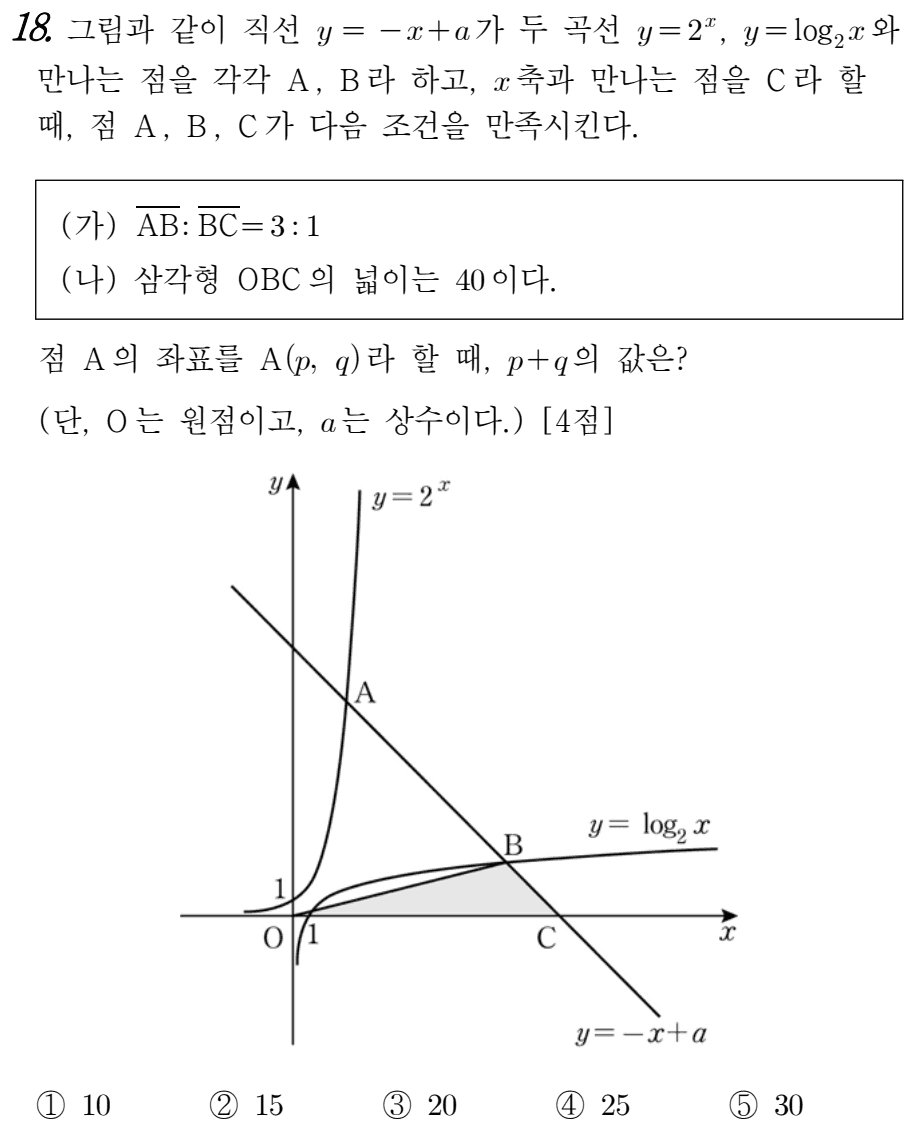 18. 그림과 같이 직선 y = −x+a가 두 곡선 y=2ˣ, y=log₂x와
만나는 점을 각각 A, B라 하고, x축과 만나는 점을 C라 할
때, 점 A, B, C가 다음 조건을 만족시킨다.
(가) A̅B̅:B̅C̅=3:1
(나) 삼각형 OBC의 넓이는 40이다.
점 A의 좌표를 A(p, q)라 할 때, p+q의 값은?
(단, O는 원점이고, a는 상수이다.) [4점]
y
y=2ˣ
A
B
y= log₂x
1
O
1
C
x
y=−x+a
① 10 ② 15 ③ 20 ④ 25 ⑤ 30